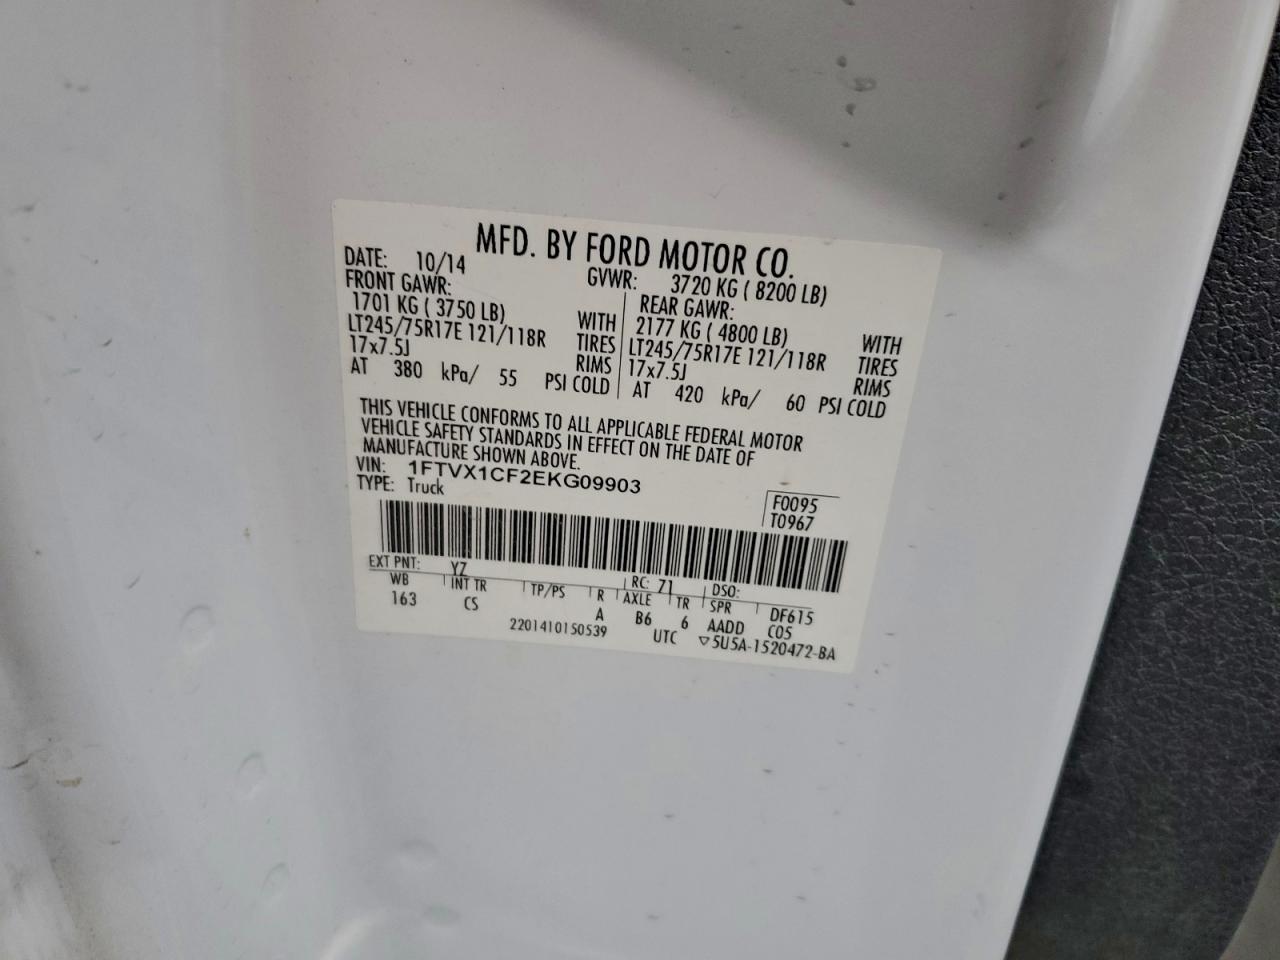 MFD. BY FORD MOTOR CO.
DATE: 10/14 GVWR: 3720 KG ( 8200 LB)
FRONT GAWR: REAR GAWR:
1701 KG ( 3750 LB) WITH 2177 KG ( 4800 LB) WITH
LT245/75R17E 121/118R TIRES LT245/75R17E 121/118R TIRES
17x7.5J RIMS 17x7.5J RIMS
AT 380 kPa/ 55 PSI COLD AT 420 kPa/ 60 PSI COLD
THIS VEHICLE CONFORMS TO ALL APPLICABLE FEDERAL MOTOR
VEHICLE SAFETY STANDARDS IN EFFECT ON THE DATE OF
MANUFACTURE SHOWN ABOVE.
VIN: 1FTVX1CF2EKG09903
TYPE: Truck
F0095
T0967
EXT PNT: YZ RC: 71 DSO:
WB INT TR TP/PS R AXLE TR SPR DF615
163 CS A B6 6 AADD C05
2201410150539 UTC ▽5U5A-1520472-BA